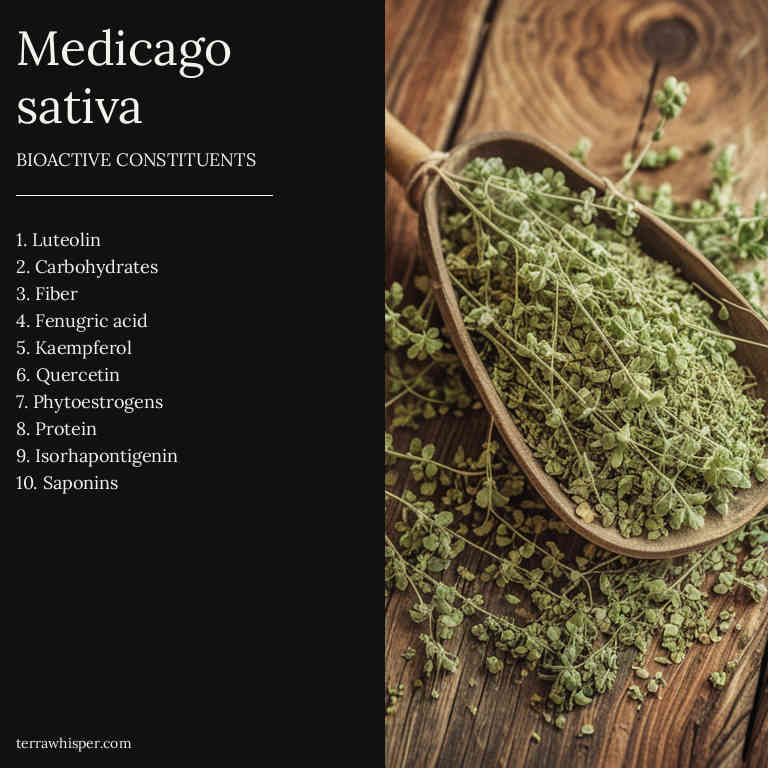 Medicago
sativa
BIOACTIVE CONSTITUENTS
1. Luteolin
2. Carbohydrates
3. Fiber
4. Fenugric acid
5. Kaempferol
6. Quercetin
7. Phytoestrogens
8. Protein
9. Isorhapontigenin
10. Saponins
terrawhisper.com